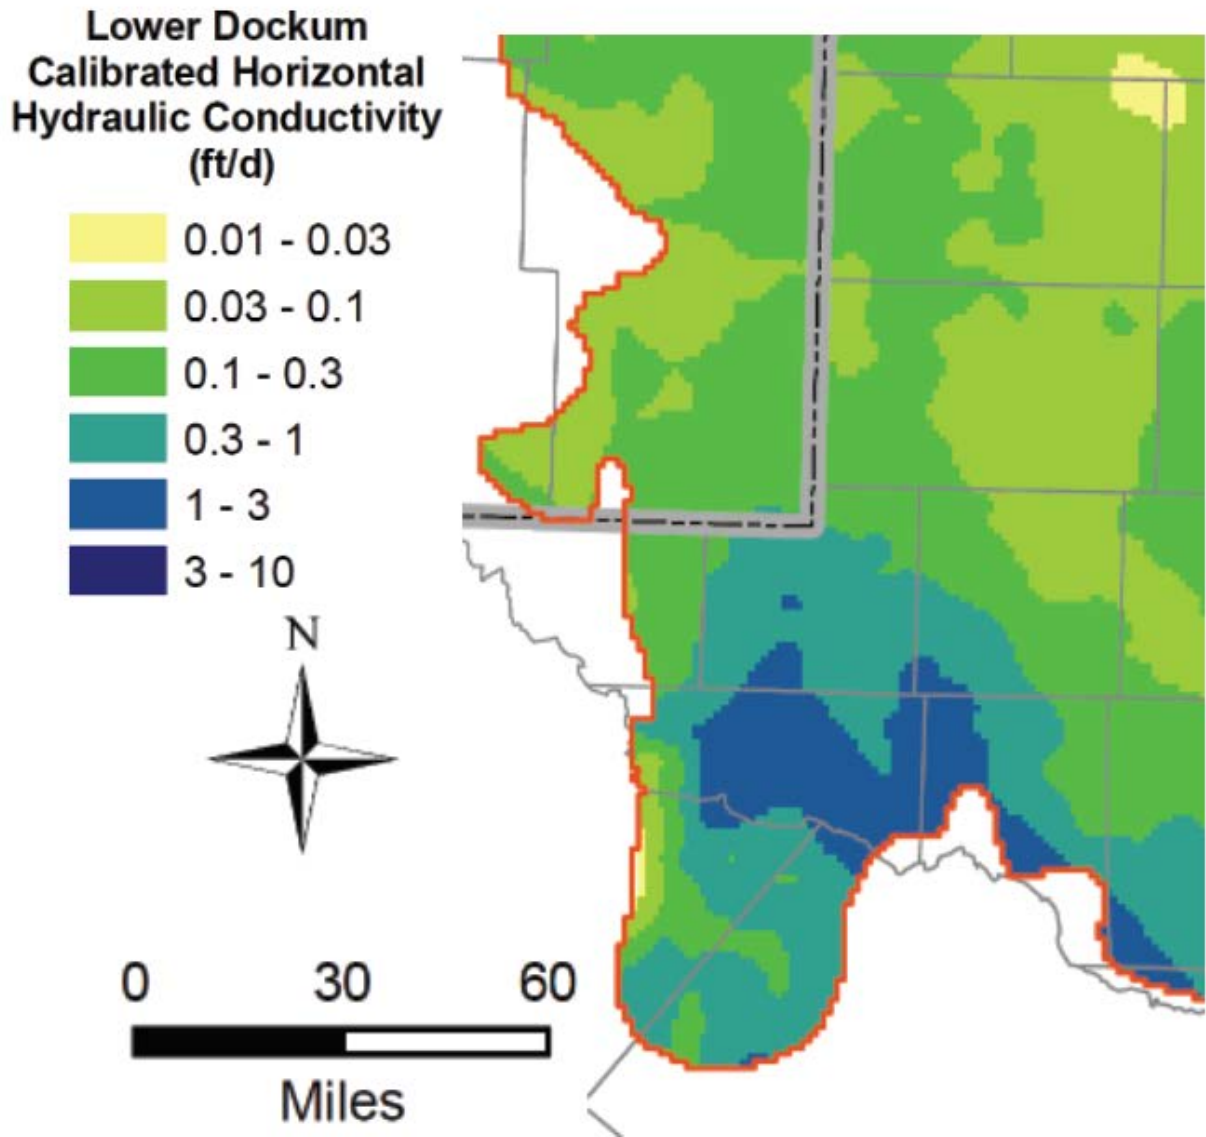 Lower Dockum
Calibrated Horizontal
Hydraulic Conductivity
(ft/d)
0.01 - 0.03
0.03 - 0.1
0.1 - 0.3
0.3 - 1
1 - 3
3 - 10
N
0 30 60
Miles